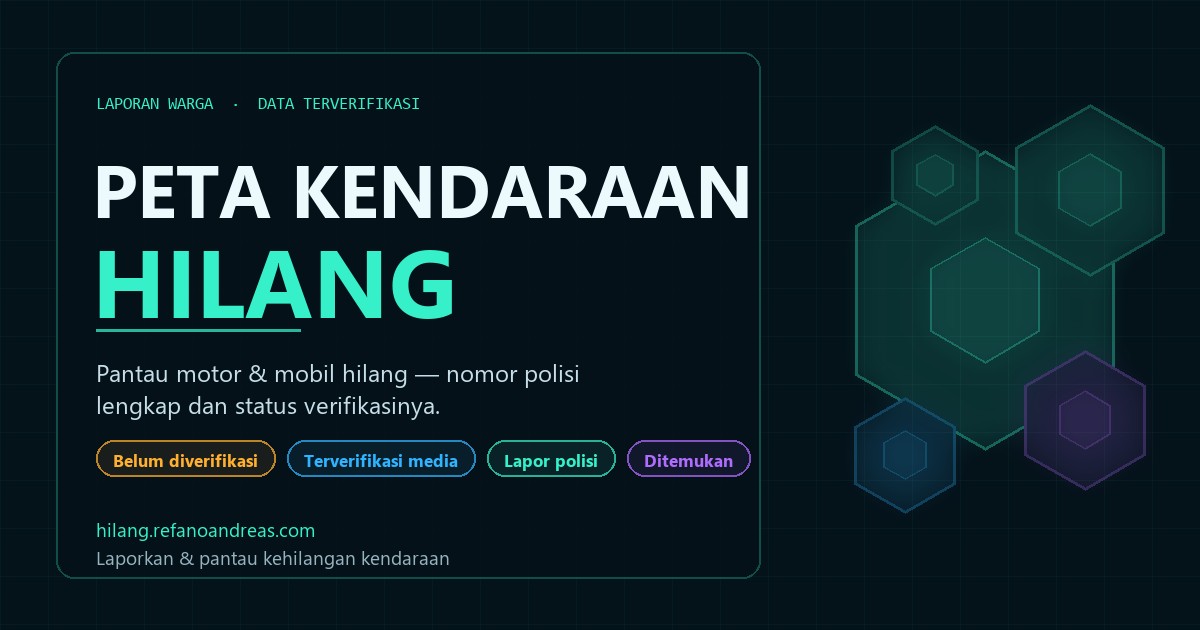 LAPORAN WARGA · DATA TERVERIFIKASI
PETA KENDARAAN
HILANG
Pantau motor & mobil hilang — nomor polisi
lengkap dan status verifikasinya.
Belum diverifikasi Terverifikasi media Lapor polisi Ditemukan
hilang.refanoandreas.com
Laporkan & pantau kehilangan kendaraan